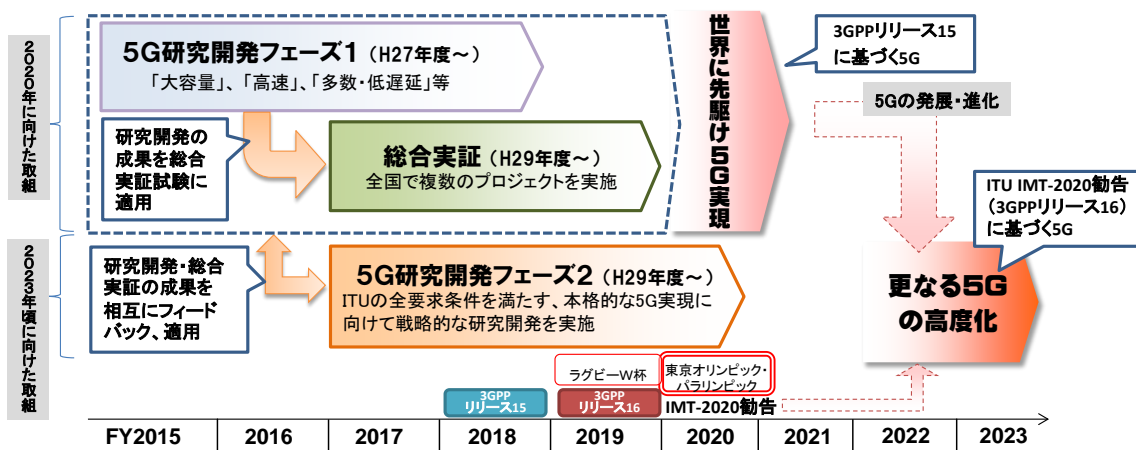 2020年に向けた取組
5G研究開発フェーズ1（H27年度～）
「大容量」、「高速」、「多数・低遅延」等
研究開発の
成果を総合
実証試験に
適用
総合実証（H29年度～）
全国で複数のプロジェクトを実施
世界に先駆け5G実現
3GPPリリース15
に基づく5G
5Gの発展・進化
ITU IMT-2020勧告
（3GPPリリース16）
に基づく5G
2023年頃に向けた取組
研究開発・総合
実証の成果を
相互にフィード
バック、適用
5G研究開発フェーズ2（H29年度～）
ITUの全要求条件を満たす、本格的な5G実現に
向けて戦略的な研究開発を実施
更なる5G
の高度化
ラグビーW杯
東京オリンピック・
パラリンピック
3GPP
リリース15
3GPP
リリース16
IMT-2020勧告
FY2015 2016 2017 2018 2019 2020 2021 2022 2023